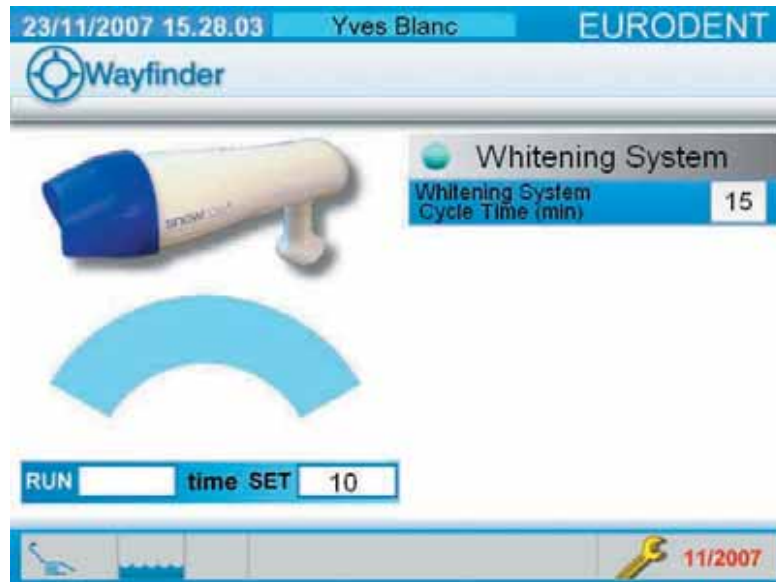 23/11/2007 15.28.03 Yves Blanc EURODENT
Wayfinder
Whitening System
Whitening System
Cycle Time (min) 15
snow
RUN time SET 10
11/2007